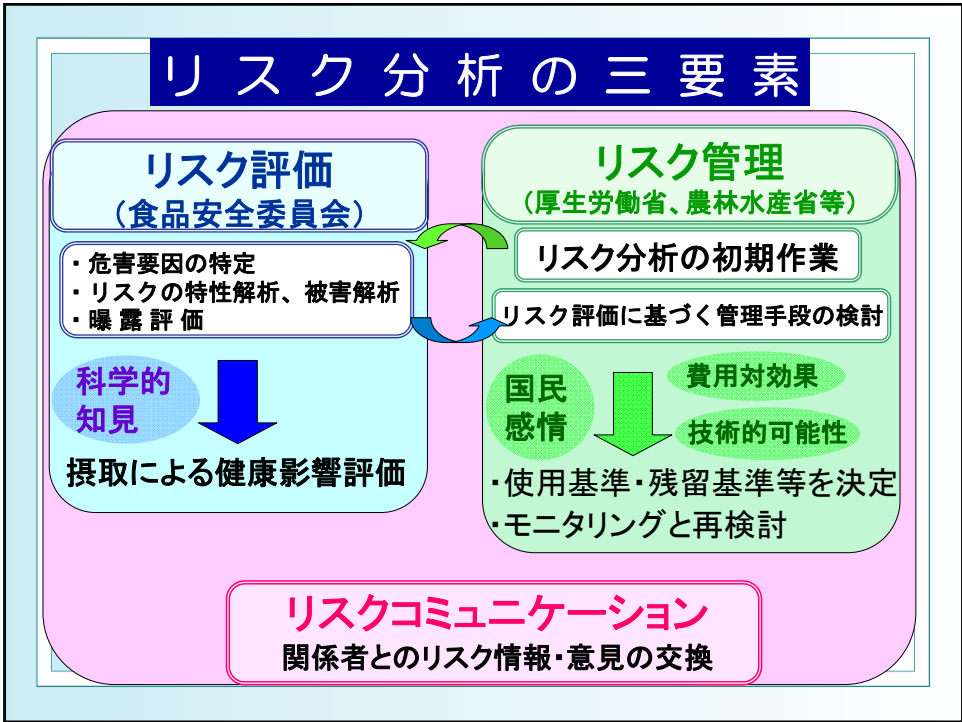 リスク分析の三要素
リスク評価
（食品安全委員会）
・危害要因の特定
・リスクの特性解析、被害解析
・曝露評価
科学的
知見
摂取による健康影響評価
リスク管理
（厚生労働省、農林水産省等）
リスク分析の初期作業
リスク評価に基づく管理手段の検討
国民
感情
費用対効果
技術的可能性
・使用基準・残留基準等を決定
・モニタリングと再検討
リスクコミュニケーション
関係者とのリスク情報・意見の交換